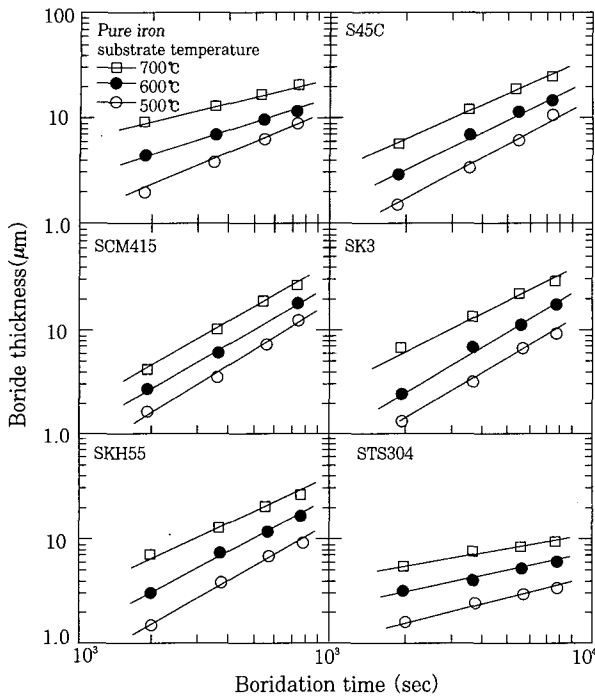 Pure iron
substrate temperature
700℃
600℃
500℃
S45C
100
10
1.0
SCM415
SK3
10
1.0
SKH55
STS304
10
1.0
10³
10³
10⁴
Boride thickness(μm)
Boridation time (sec)